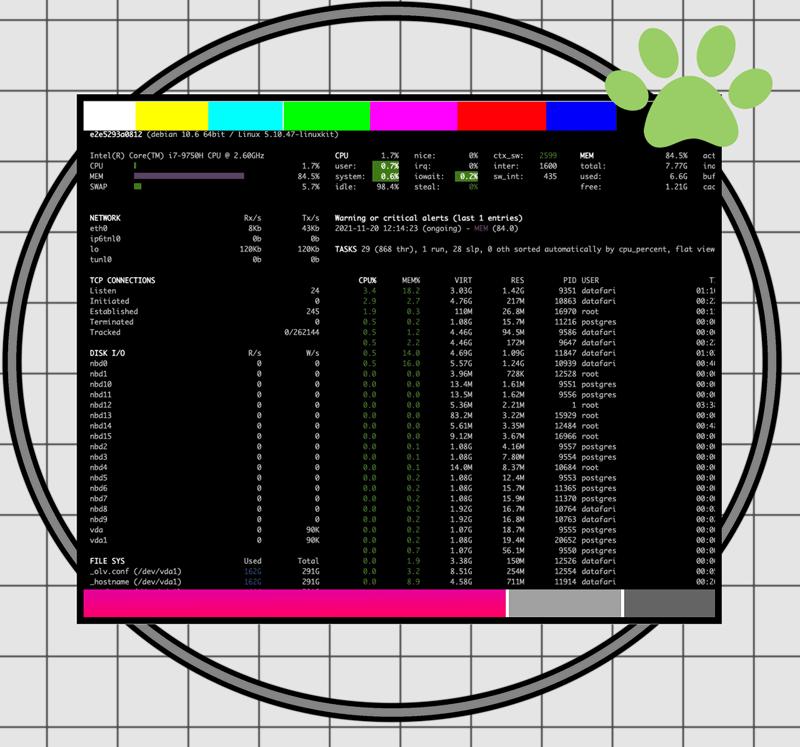 e2e5293a0812 (debian 10.6 64bit / Linux 5.10.47-linuxkit)
Intel(R) Core(TM) i7-9750H CPU @ 2.60GHz CPU 1.7% nice: 0% ctx_sw: 2599 MEM 84.5% act
CPU 1.7% user: 0.7% irq: 0% inter: 1600 total: 7.77G
MEM 84.5% system: 0.6% iowait: 0.2% sw_int: 435 used: 6.6G buf
SWAP 5.7% idle: 98.4% steal: 0% free: 1.21G cac
NETWORK Rx/s Tx/s Warning or critical alerts (last 1 entries)
eth0 8Kb 43Kb 2021-11-20 12:14:23 (ongoing) - MEM (84.0)
ip6tnl0 0b 0b
lo 120Kb 120Kb TASKS 29 (868 thr), 1 run, 28 slp, 0 oth sorted automatically by cpu_percent, flat view
tunl0 0b 0b
TCP CONNECTIONS CPU% MEM% VIRT RES PID USER
Listen 24 3.4 18.2 3.03G 1.42G 9351 datafari 01:1
Initiated 0 2.9 2.7 4.76G 217M 10863 datafari 00:2
Established 245 1.9 0.3 110M 26.8M 16970 root 00:1
Terminated 0 0.5 0.2 1.08G 15.7M 11216 postgres 00:0
Tracked 0/262144 0.5 1.2 4.46G 94.5M 9586 datafari 00:0
0.5 2.2 4.46G 172M 9647 datafari 00:2
DISK I/O R/s W/s 0.5 14.0 4.69G 1.09G 11847 datafari 01:0
nbd0 0 0 0.5 16.0 5.57G 1.24G 10939 datafari 00:4
nbd1 0 0 0.0 0.0 3.96M 728K 12528 root 00:0
nbd10 0 0 0.0 0.0 13.4M 1.61M 9551 postgres 00:0
nbd11 0 0 0.0 0.0 13.5M 1.62M 9556 postgres 00:0
nbd12 0 0 0.0 0.0 5.36M 2.21M 1 root 03:3
nbd13 0 0 0.0 0.0 83.2M 3.22M 15929 root 00:0
nbd14 0 0 0.0 0.0 5.61M 3.35M 12484 root 00:4
nbd15 0 0 0.0 0.0 9.12M 3.67M 16966 root 00:0
nbd2 0 0 0.0 0.1 1.08G 4.16M 9557 postgres 00:0
nbd3 0 0 0.0 0.1 1.08G 7.80M 9554 postgres 00:0
nbd4 0 0 0.0 0.1 14.0M 8.37M 10684 root 00:0
nbd5 0 0 0.0 0.2 1.08G 12.4M 9553 postgres 00:0
nbd6 0 0 0.0 0.2 1.08G 15.7M 11365 postgres 00:0
nbd7 0 0 0.0 0.2 1.08G 15.9M 11370 postgres 00:0
nbd8 0 0 0.0 0.2 1.92G 16.7M 10764 datafari 00:0
nbd9 0 0 0.0 0.2 1.92G 16.8M 10763 datafari 00:0
vda 0 90K 0.0 0.2 1.07G 18.7M 9555 postgres 00:0
vda1 0 90K 0.0 0.2 1.08G 19.4M 20652 postgres 00:0
0.0 0.7 1.07G 56.1M 9550 postgres 00:0
FILE SYS Used Total 0.0 1.9 3.38G 150M 12526 datafari 00:0
_olv.conf (/dev/vda1) 162G 291G 0.0 3.2 8.51G 254M 12554 datafari 00:0
_hostname (/dev/vda1) 162G 291G 0.0 8.9 4.58G 711M 11914 datafari 00:2